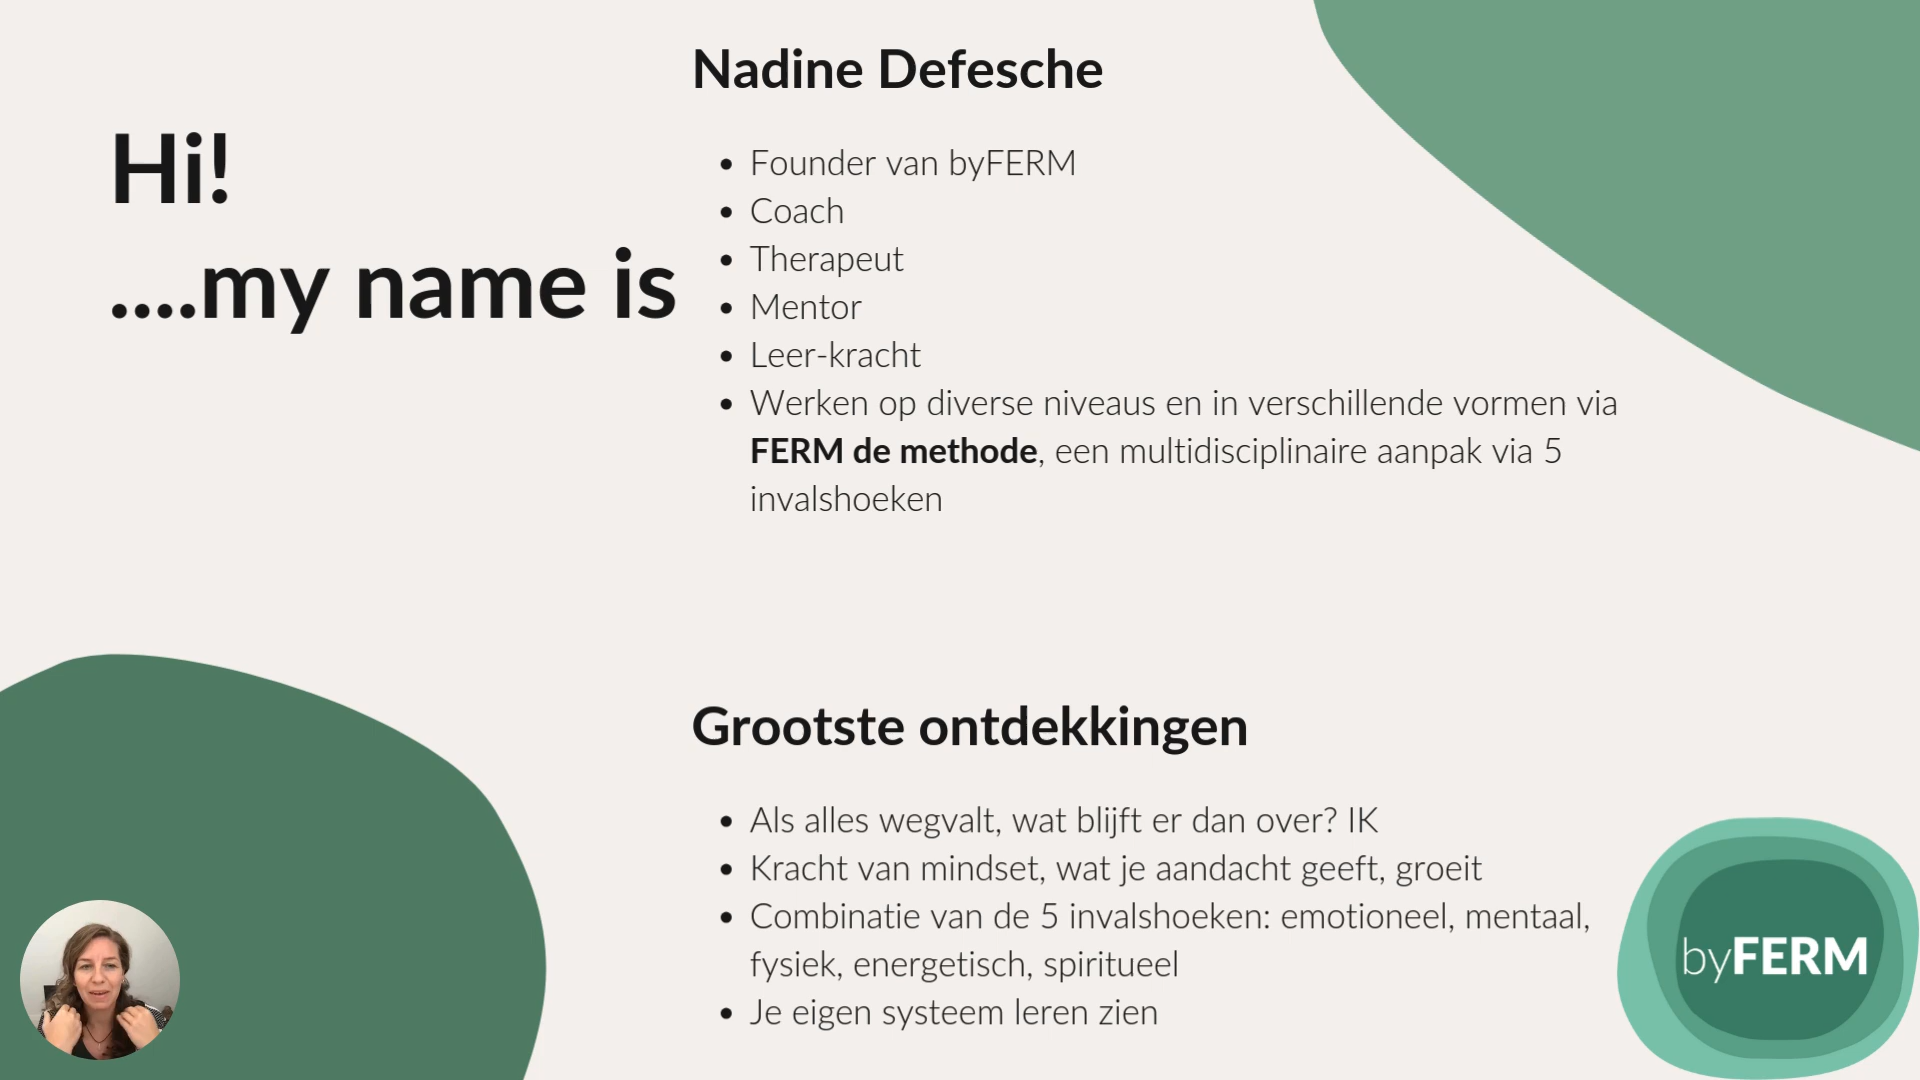 Hi!
....my name is
Nadine Defesche
• Founder van byFERM
• Coach
• Therapeut
• Mentor
• Leer-kracht
• Werken op diverse niveaus en in verschillende vormen via
FERM de methode, een multidisciplinaire aanpak via 5
invalshoeken
Grootste ontdekkingen
• Als alles wegvalt, wat blijft er dan over? IK
• Kracht van mindset, wat je aandacht geeft, groeit
• Combinatie van de 5 invalshoeken: emotioneel, mentaal,
fysiek, energetisch, spiritueel
• Je eigen systeem leren zien
byFERM